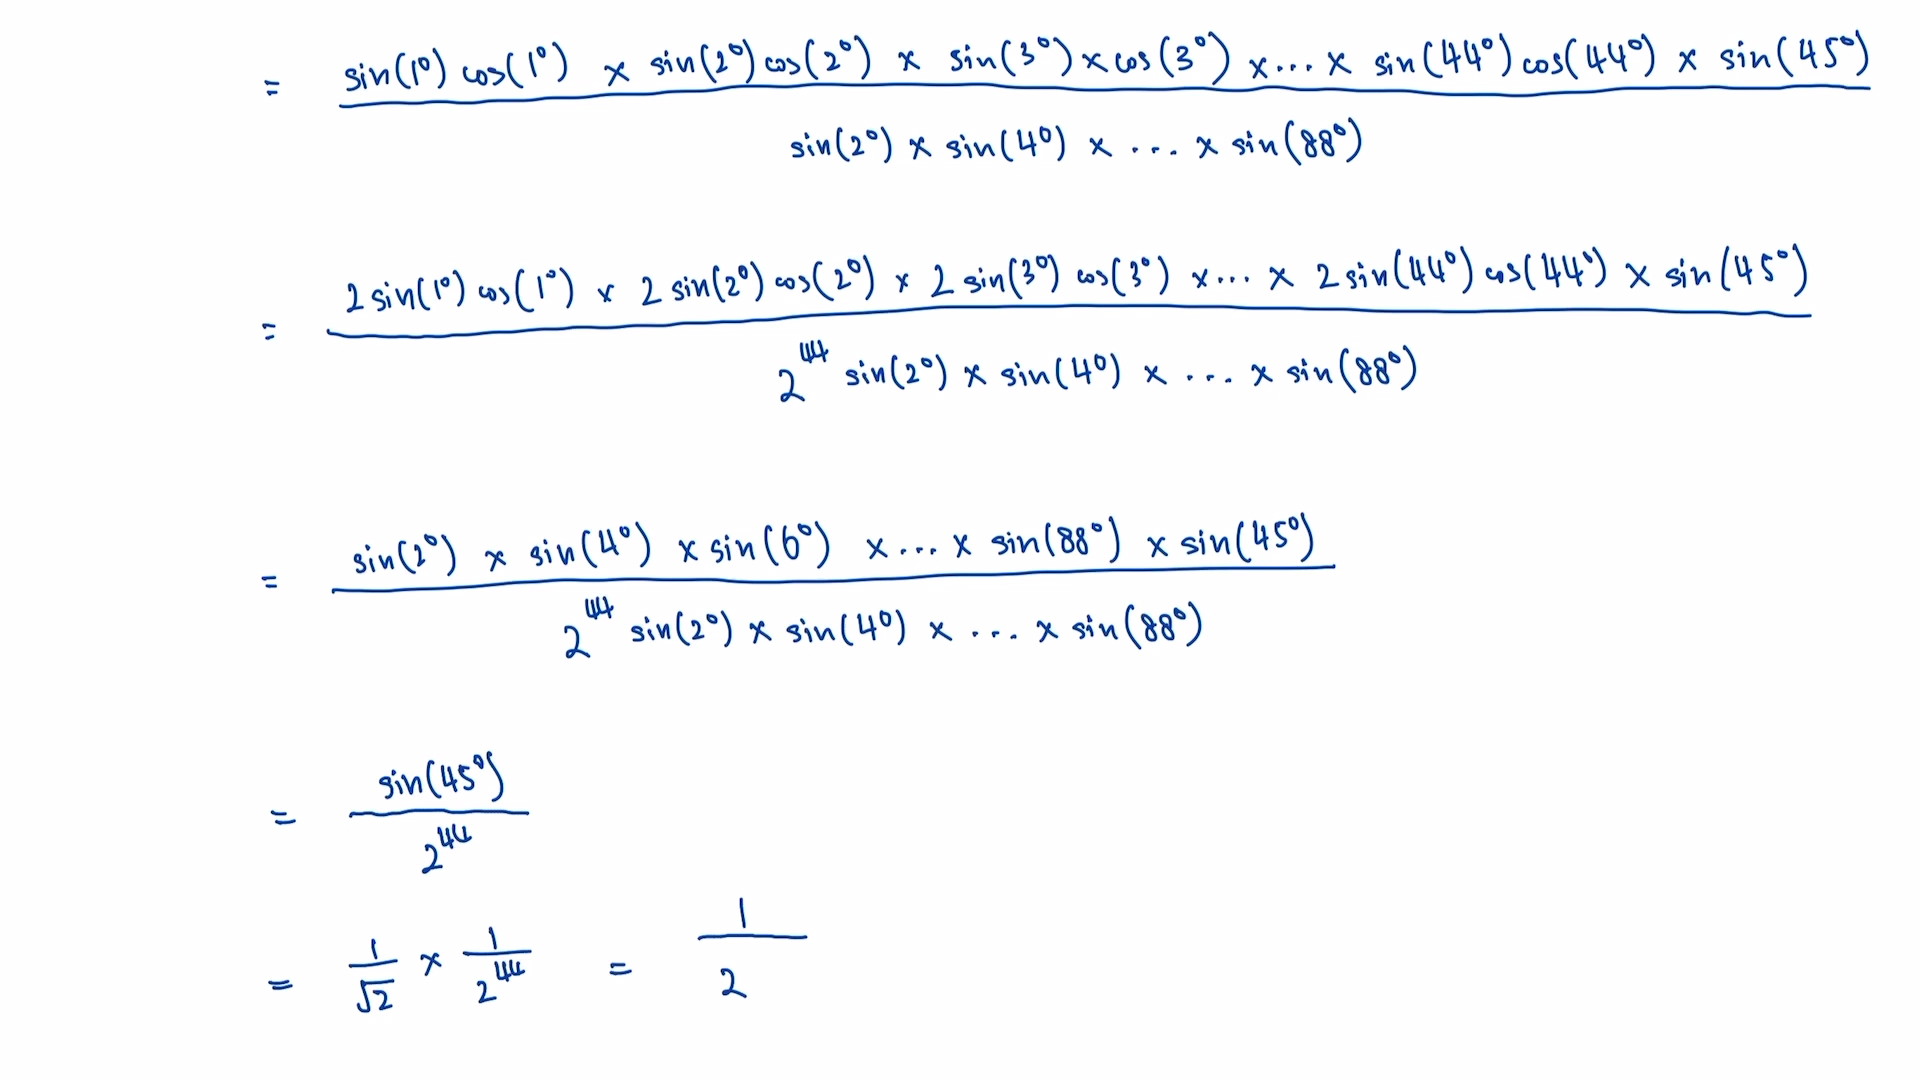 = sin(1°) cos(1°) × sin(2°) cos(2°) × sin(3°) × cos(3°) × ... × sin(44°) cos(44°) × sin(45°)
sin(2°) × sin(4°) × ... × sin(88°)
= 2 sin(1°) cos(1°) × 2 sin(2°) cos(2°) × 2 sin(3°) cos(3°) × ... × 2 sin(44°) cos(44°) × sin(45°)
2^44 sin(2°) × sin(4°) × ... × sin(88°)
= sin(2°) × sin(4°) × sin(6°) × ... × sin(88°) × sin(45°)
2^44 sin(2°) × sin(4°) × ... × sin(88°)
= sin(45°)
2^44
= 1/√2 × 1/2^44 = 1/2